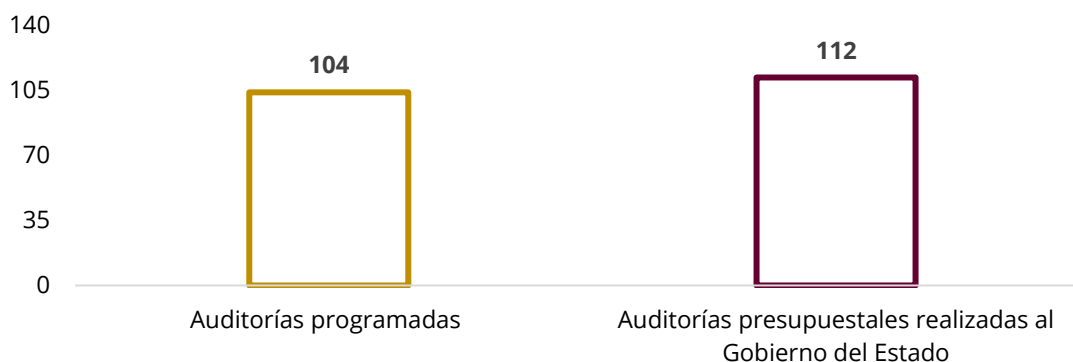 140
105
70
35
0
104
112
Auditorías programadas
Auditorías presupuestales realizadas al
Gobierno del Estado